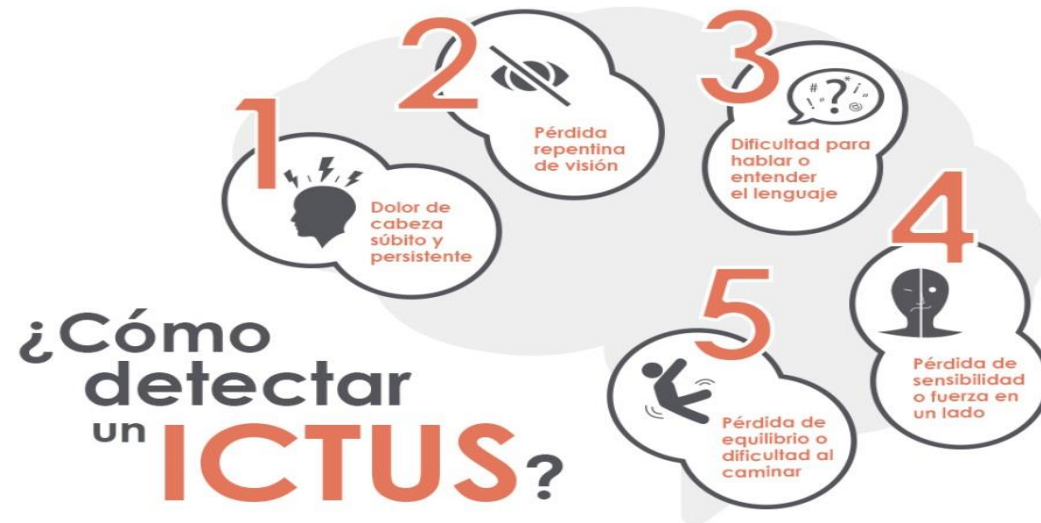 1
Dolor de
cabeza
súbito y
persistente
2
Pérdida
repentina
de visión
3
#?*i"
!"@
Dificultad para
hablar o
entender
el lenguaje
4
Pérdida de
sensibilidad
o fuerza en
un lado
5
Pérdida de
equilibrio o
dificultad al
caminar
¿Cómo
detectar
un ICTUS?